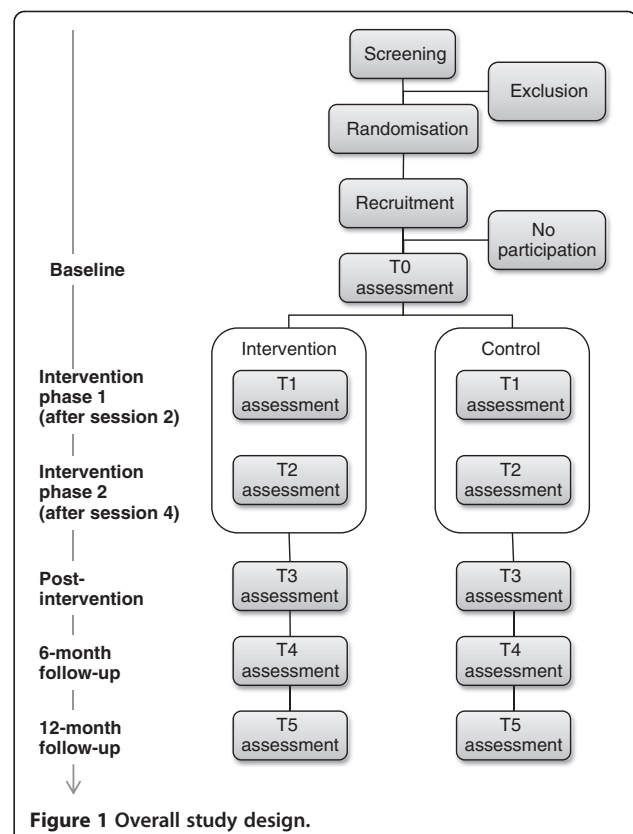 Screening
Exclusion
Randomisation
Recruitment
No
participation
Baseline
T0
assessment
Intervention
Control
Intervention
phase 1
(after session 2)
T1
assessment
T1
assessment
Intervention
phase 2
(after session 4)
T2
assessment
T2
assessment
Post-
intervention
T3
assessment
T3
assessment
6-month
follow-up
T4
assessment
T4
assessment
12-month
follow-up
T5
assessment
T5
assessment
Figure 1 Overall study design.